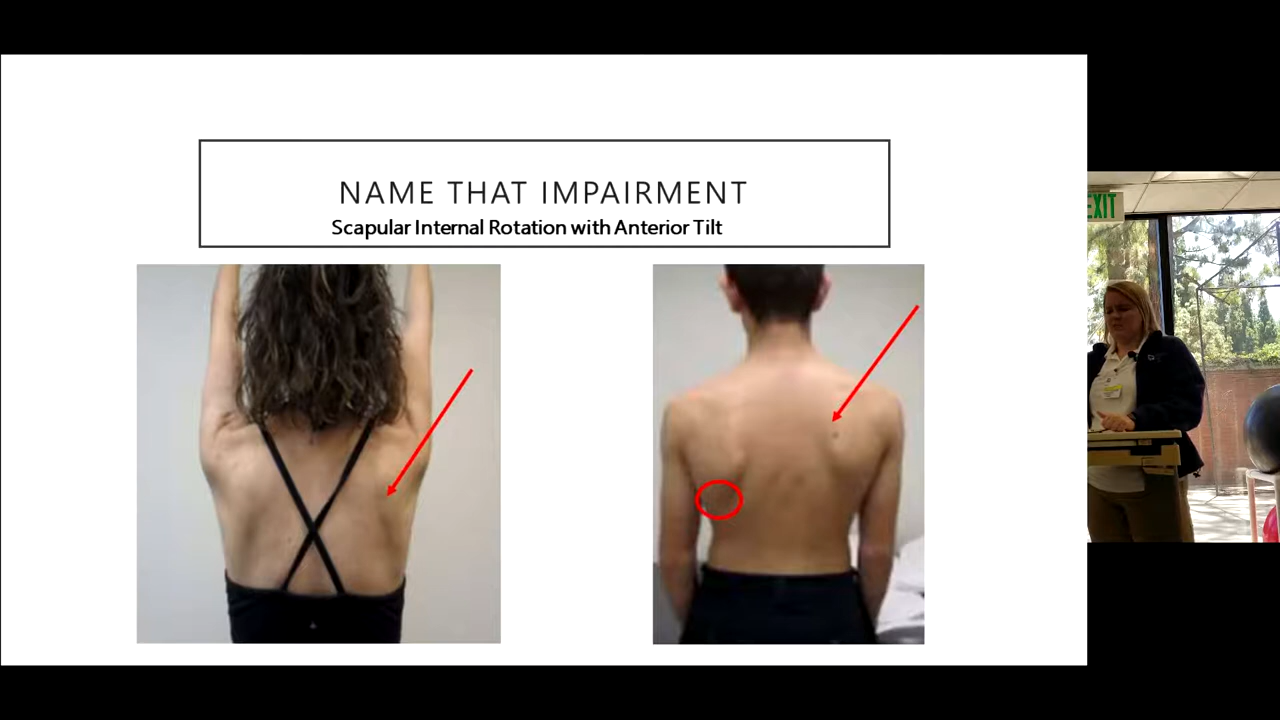 NAME THAT IMPAIRMENT
Scapular Internal Rotation with Anterior Tilt
EXIT